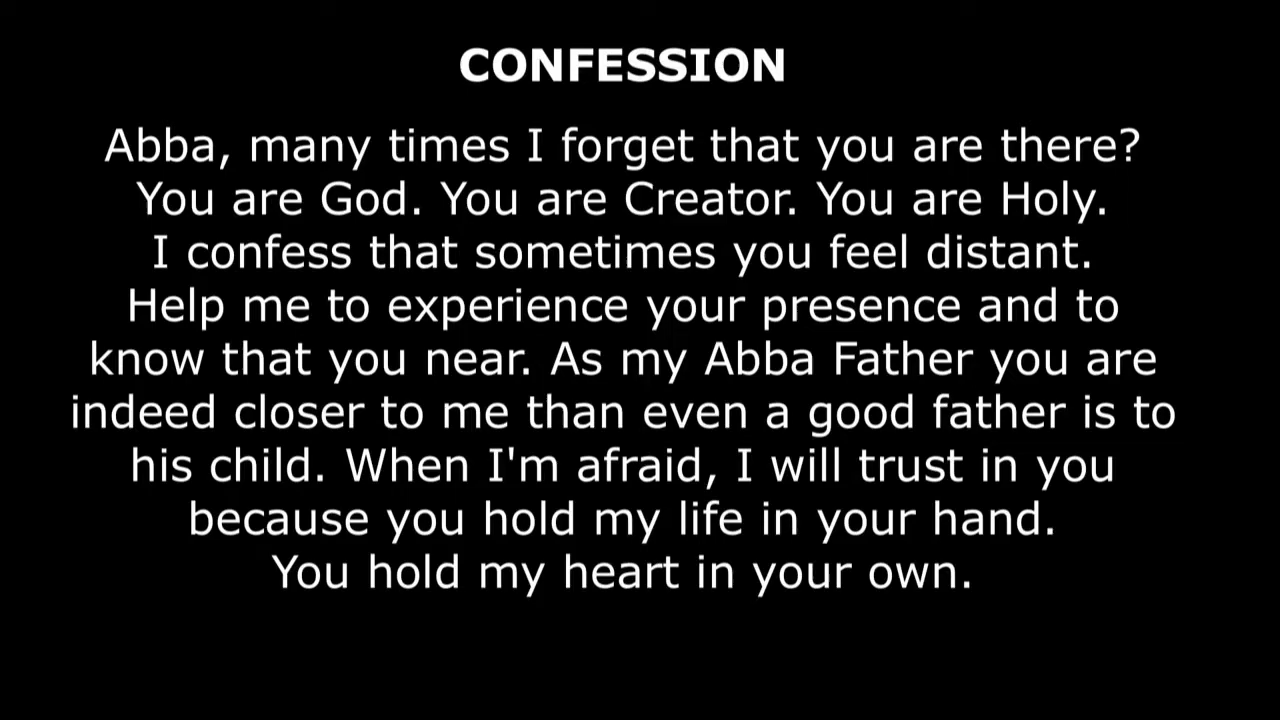 CONFESSION
Abba, many times I forget that you are there?
You are God. You are Creator. You are Holy.
I confess that sometimes you feel distant.
Help me to experience your presence and to
know that you near. As my Abba Father you are
indeed closer to me than even a good father is to
his child. When I'm afraid, I will trust in you
because you hold my life in your hand.
You hold my heart in your own.